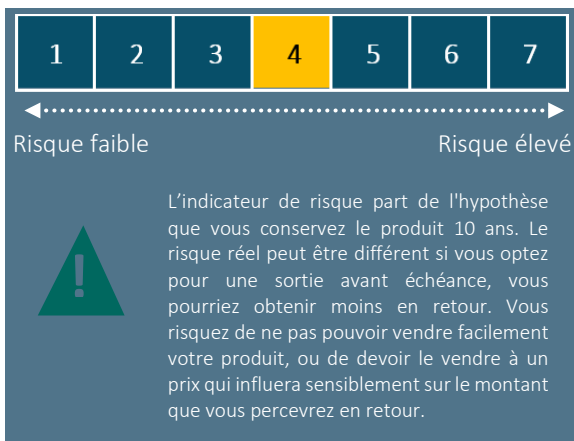 1 2 3 4 5 6 7
Risque faible Risque élevé
L'indicateur de risque part de l'hypothèse
que vous conservez le produit 10 ans. Le
risque réel peut être différent si vous optez
pour une sortie avant échéance, vous
pourriez obtenir moins en retour. Vous
risquez de ne pas pouvoir vendre facilement
votre produit, ou de devoir le vendre à un
prix qui influera sensiblement sur le montant
que vous percevrez en retour.
!